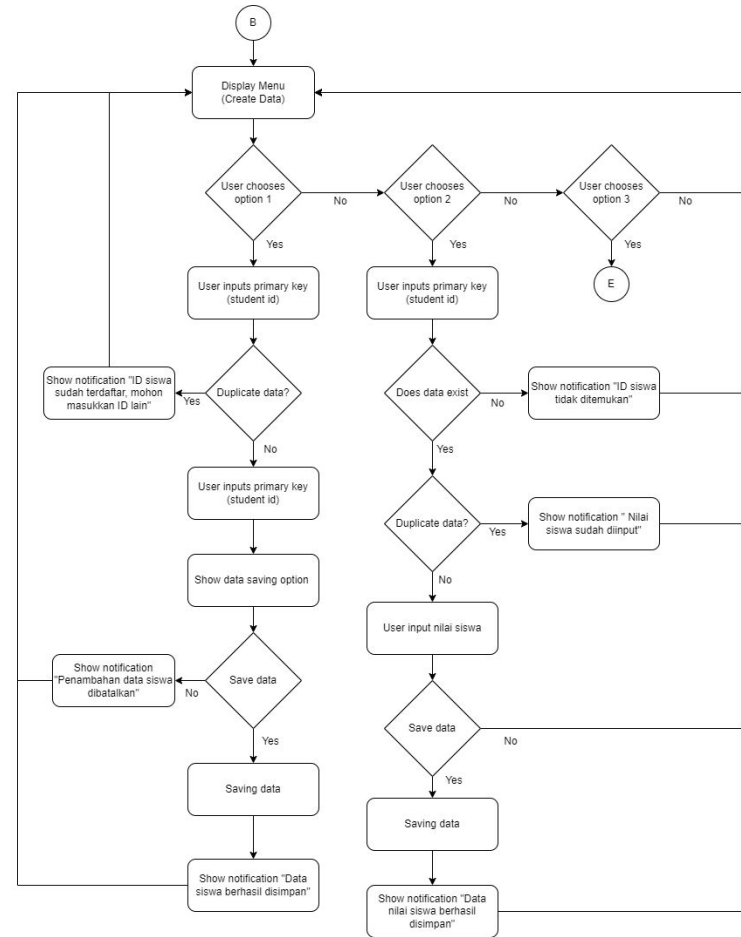 B
Display Menu
(Create Data)
User chooses
option 1
No
User chooses
option 2
No
User chooses
option 3
No
Yes
Yes
Yes
User inputs primary key
(student id)
User inputs primary key
(student id)
E
Show notification "ID siswa
sudah terdaftar, mohon
masukkan ID lain"
Yes
Duplicate data?
Does data exist
No
Show notification "ID siswa
tidak ditemukan"
No
Yes
User inputs primary key
(student id)
Duplicate data?
Yes
Show notification " Nilai
siswa sudah diinput"
Show data saving option
No
User input nilai siswa
Show notification
"Penambahan data siswa
dibatalkan"
No
Save data
Save data
No
Yes
Yes
Saving data
Saving data
Show notification "Data
siswa berhasil disimpan"
Show notification "Data
nilai siswa berhasil
disimpan"